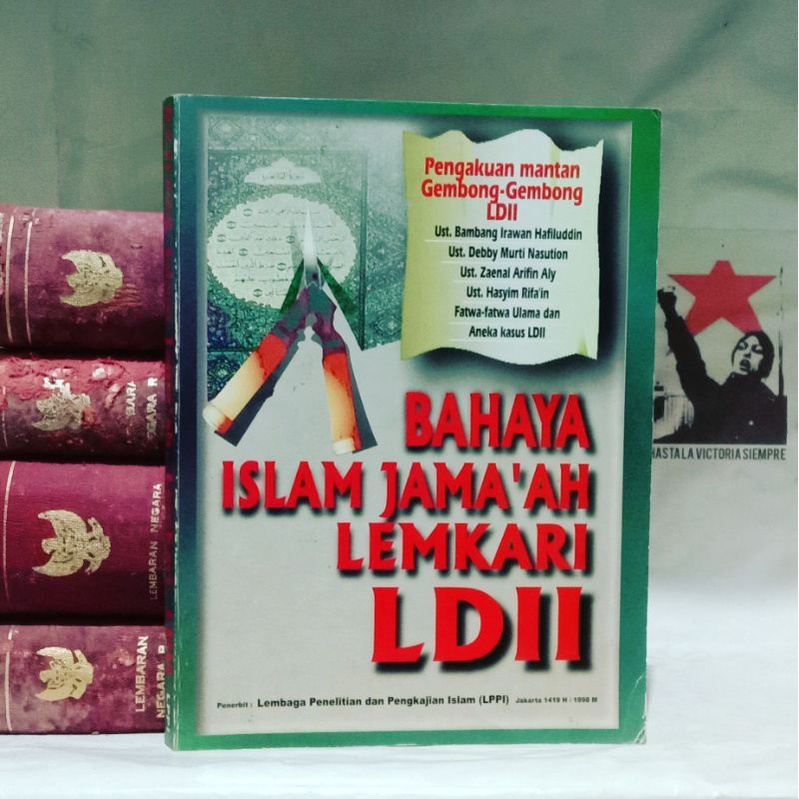 Pengakuan mantan
Gembong-Gembong
LDII
Ust. Bambang Irawan Hafiluddin
Ust. Debby Murti Nasution
Ust. Zaenal Arifin Aly
Ust. Hasyim Rifa'in
Fatwa-fatwa Ulama dan
Aneka kasus LDII
BAHAYA
ISLAM JAMA'AH
LEMKARI
LDII
Penerbit : Lembaga Penelitian dan Pengkajian Islam (LPPI) Jakarta 1419 H / 1998 M
BARA
NEGARA R
LEMBARAN NEGARA
LEMBARAN
NEGARA R
HASTA LA VICTORIA SIEMPRE